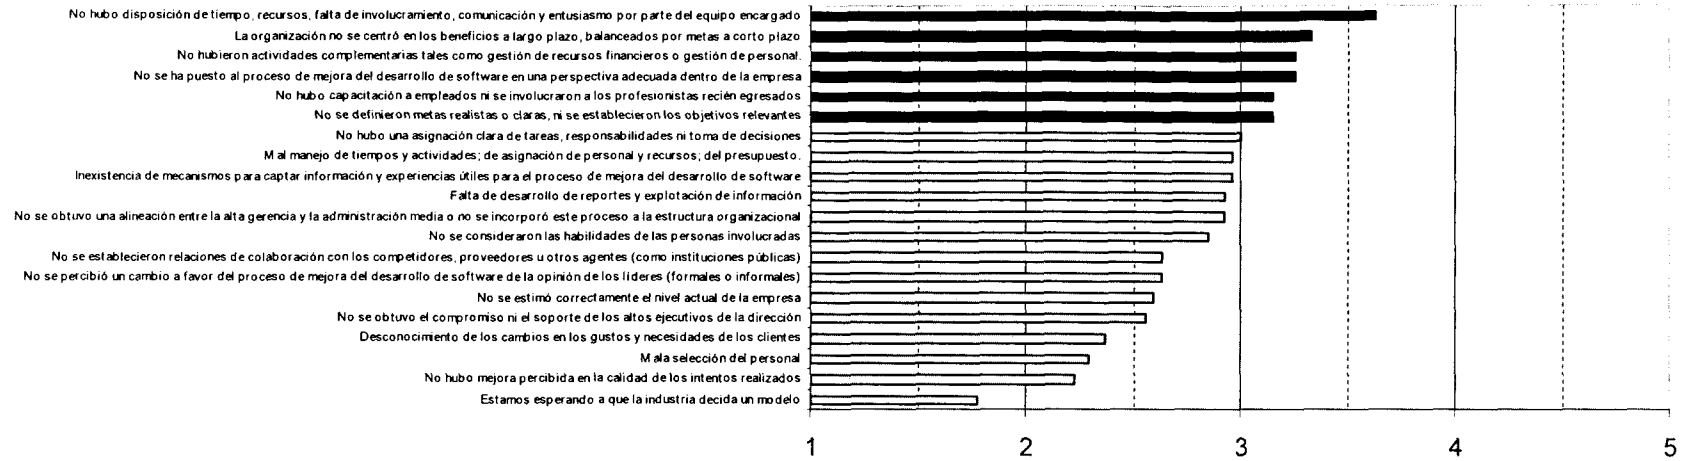 No hubo disposición de tiempo, recursos, falta de involucramiento, comunicación y entusiasmo por parte del equipo encargado
La organización no se centró en los beneficios a largo plazo, balanceados por metas a corto plazo
No hubieron actividades complementarias tales como gestión de recursos financieros o gestión de personal.
No se ha puesto al proceso de mejora del desarrollo de software en una perspectiva adecuada dentro de la empresa
No hubo capacitación a empleados ni se involucraron a los profesionistas recién egresados
No se definieron metas realistas o claras, ni se establecieron los objetivos relevantes
No hubo una asignación clara de tareas, responsabilidades ni toma de decisiones
Mal manejo de tiempos y actividades; de asignación de personal y recursos; del presupuesto.
Inexistencia de mecanismos para captar información y experiencias útiles para el proceso de mejora del desarrollo de software
Falta de desarrollo de reportes y explotación de información
No se obtuvo una alineación entre la alta gerencia y la administración media o no se incorporó este proceso a la estructura organizacional
No se consideraron las habilidades de las personas involucradas
No se establecieron relaciones de colaboración con los competidores, proveedores u otros agentes (como instituciones públicas)
No se percibió un cambio a favor del proceso de mejora del desarrollo de software de la opinión de los líderes (formales o informales)
No se estimó correctamente el nivel actual de la empresa
No se obtuvo el compromiso ni el soporte de los altos ejecutivos de la dirección
Desconocimiento de los cambios en los gustos y necesidades de los clientes
Mala selección del personal
No hubo mejora percibida en la calidad de los intentos realizados
Estamos esperando a que la industria decida un modelo
1 2 3 4 5